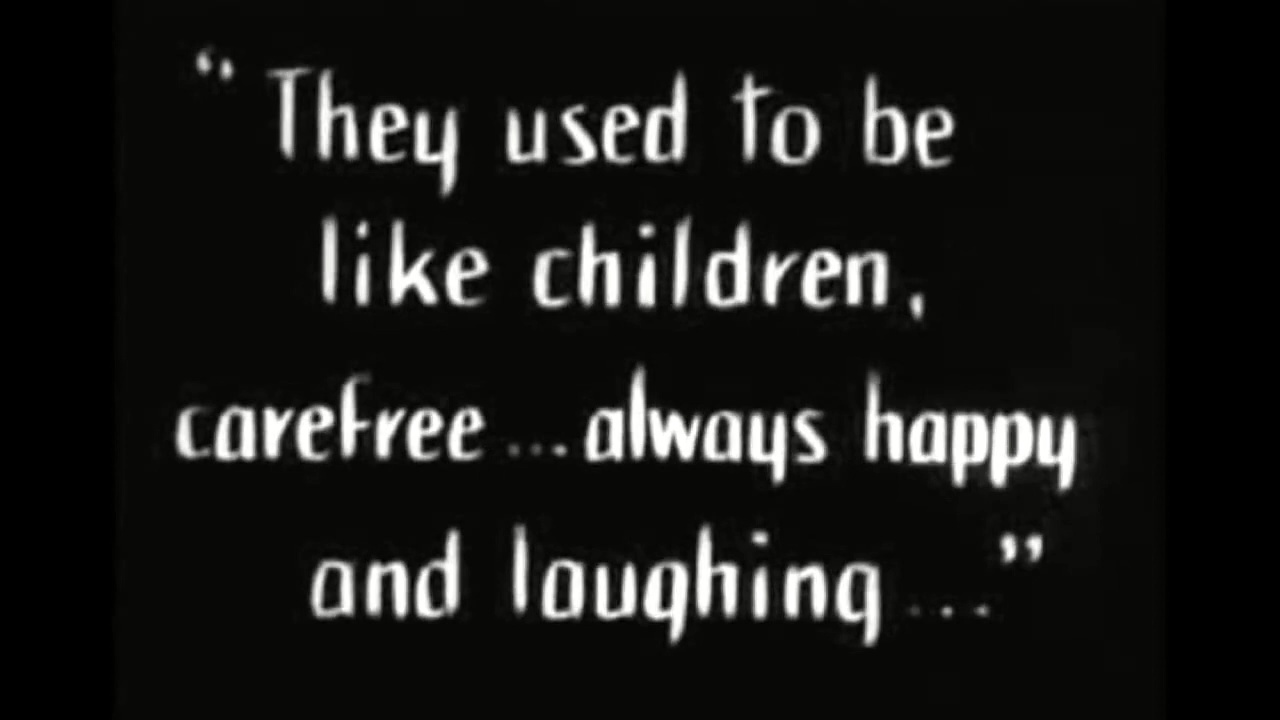 “ They used to be
like children,
carefree...always happy
and laughing...”